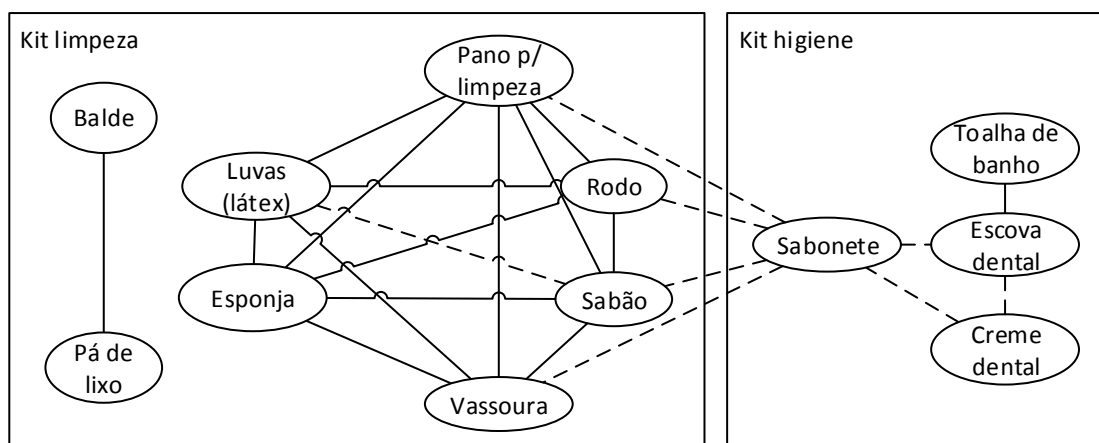 Kit limpeza
Kit higiene
Pano p/
limpeza
Balde
Toalha de
banho
Luvas
(látex)
Rodo
Sabonete
Escova
dental
Esponja
Sabão
Creme
dental
Pá de
lixo
Vassoura